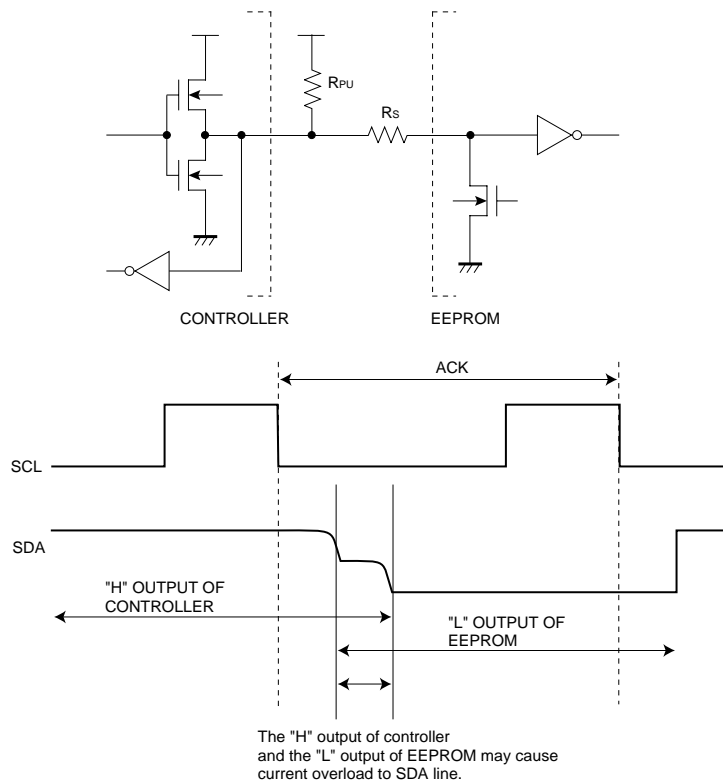 RPU
RS
CONTROLLER
EEPROM
ACK
SCL
SDA
"H" OUTPUT OF
CONTROLLER
"L" OUTPUT OF
EEPROM
The "H" output of controller
and the "L" output of EEPROM may cause
current overload to SDA line.